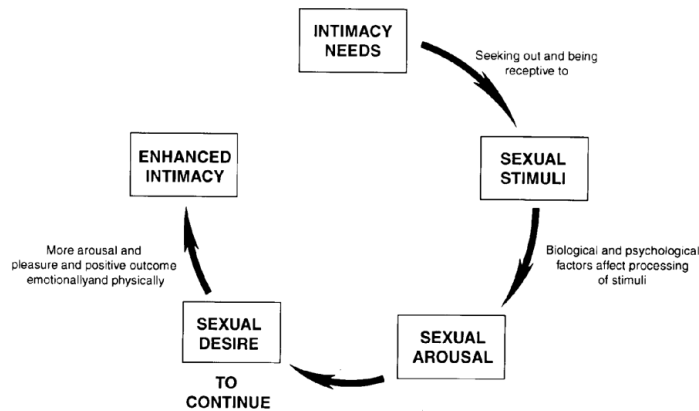 INTIMACY
NEEDS
Seeking out and being
receptive to
SEXUAL
STIMULI
Biological and psychological
factors affect processing
of stimuli
SEXUAL
AROUSAL
SEXUAL
DESIRE
TO
CONTINUE
More arousal and
pleasure and positive outcome
emotionallyand physically
ENHANCED
INTIMACY